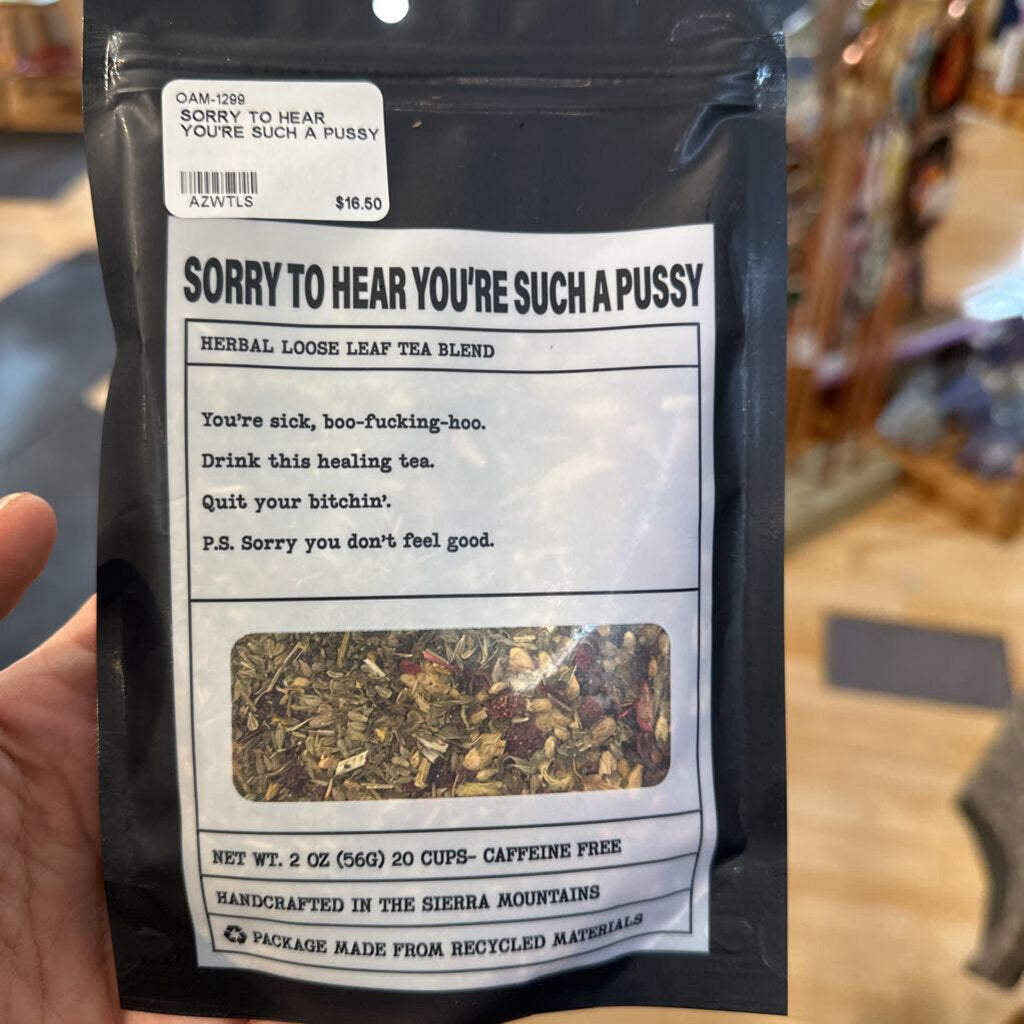 OAM-1299
SORRY TO HEAR
YOU'RE SUCH A PUSSY
AZWTLS
$16.50
SORRY TO HEAR YOU'RE SUCH A PUSSY
HERBAL LOOSE LEAF TEA BLEND
You're sick, boo-fucking-hoo.
Drink this healing tea.
Quit your bitchin'.
P.S. Sorry you don't feel good.
NET WT. 2 OZ (56G) 20 CUPS- CAFFEINE FREE
HANDCRAFTED IN THE SIERRA MOUNTAINS
PACKAGE MADE FROM RECYCLED MATERIALS